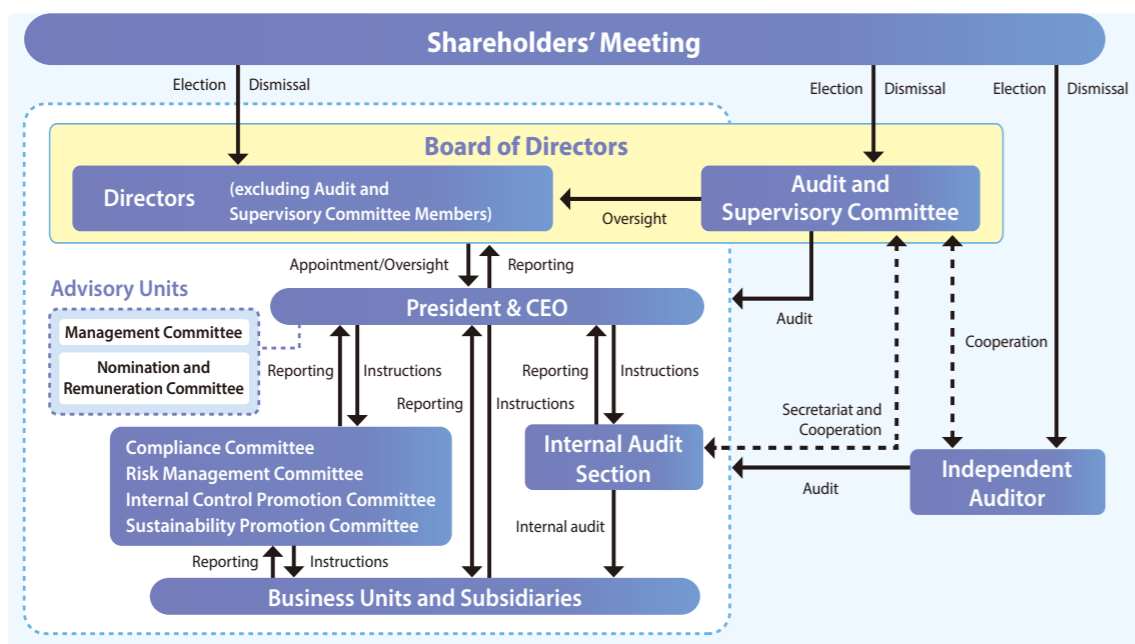 Shareholders’ Meeting
Election
Dismissal
Election
Dismissal
Election
Dismissal
Board of Directors
Directors
(excluding Audit and
Supervisory Committee Members)
Oversight
Audit and
Supervisory Committee
Appointment/Oversight
Reporting
Advisory Units
Management Committee
Nomination and
Remuneration Committee
President & CEO
Audit
Cooperation
Reporting
Instructions
Reporting
Instructions
Reporting
Instructions
Secretariat and
Cooperation
Compliance Committee
Risk Management Committee
Internal Control Promotion Committee
Sustainability Promotion Committee
Internal Audit
Section
Independent
Auditor
Audit
Internal audit
Reporting
Instructions
Business Units and Subsidiaries